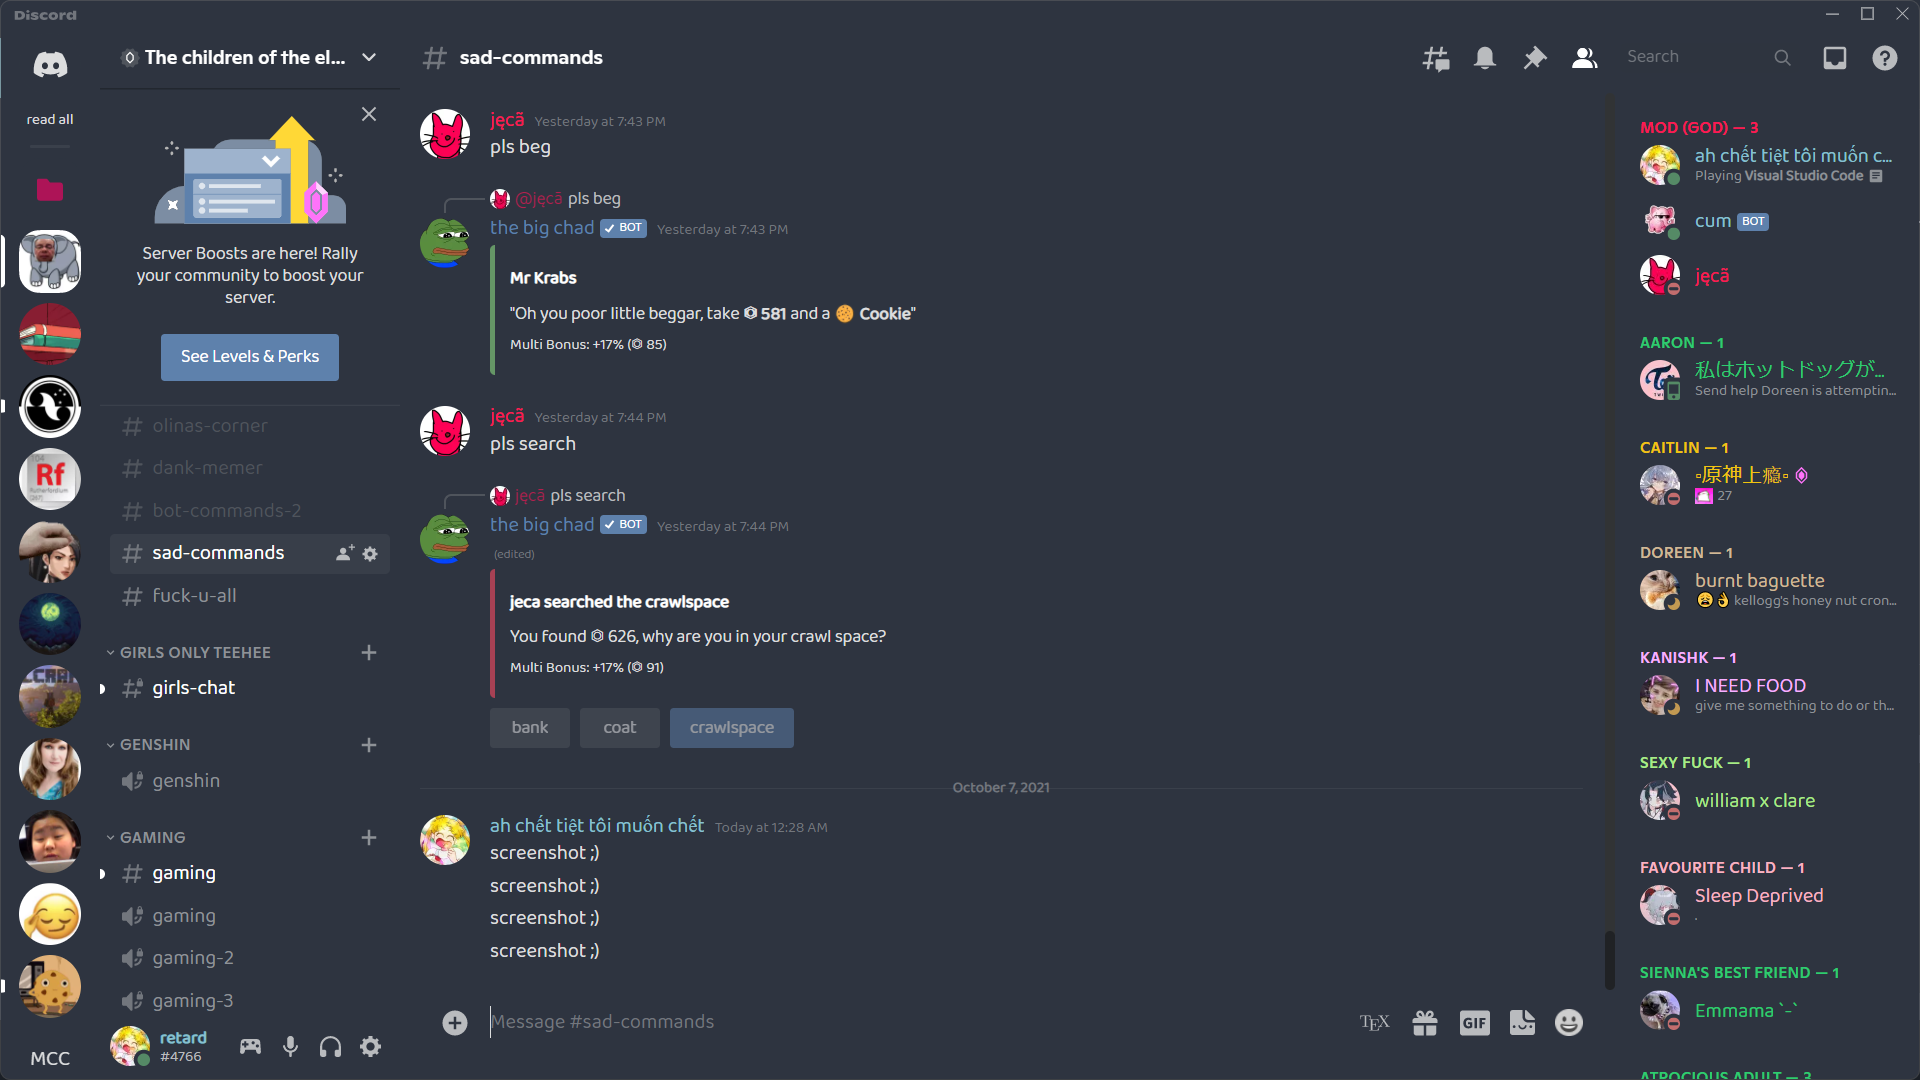 Discord
The children of the el...
sad-commands
Search
read all
Server Boosts are here! Rally
your community to boost your
server.
See Levels & Perks
olinas-corner
dank-memer
bot-commands-2
sad-commands
fuck-u-all
GIRLS ONLY TEEHEE
girls-chat
GENSHIN
genshin
GAMING
gaming
gaming
gaming-2
gaming-3
Rf
MCC
retard
#4766
jęcã Yesterday at 7:43 PM
pls beg
@jęcã pls beg
the big chad BOT Yesterday at 7:43 PM
Mr Krabs
"Oh you poor little beggar, take 581 and a 🍪 Cookie"
Multi Bonus: +17% (85)
jęcã Yesterday at 7:44 PM
pls search
jęcã pls search
the big chad BOT Yesterday at 7:44 PM
(edited)
jeca searched the crawlspace
You found 626, why are you in your crawl space?
Multi Bonus: +17% (91)
bank
coat
crawlspace
October 7, 2021
ah chết tiệt tôi muốn chết Today at 12:28 AM
screenshot ;)
screenshot ;)
screenshot ;)
screenshot ;)
Message #sad-commands
TEX
GIF
MOD (GOD) — 3
ah chết tiệt tôi muốn c...
Playing Visual Studio Code
cum BOT
jęcã
AARON — 1
私はホットドッグが...
Send help Doreen is attemptin...
CAITLIN — 1
▫原神上瘾▫
27
DOREEN — 1
burnt baguette
😩👌 kellogg's honey nut cron...
KANISHK — 1
I NEED FOOD
give me something to do or th...
SEXY FUCK — 1
william x clare
FAVOURITE CHILD — 1
Sleep Deprived
.
SIENNA'S BEST FRIEND — 1
Emmama `-`
ATROCIOUS ADULT — 3